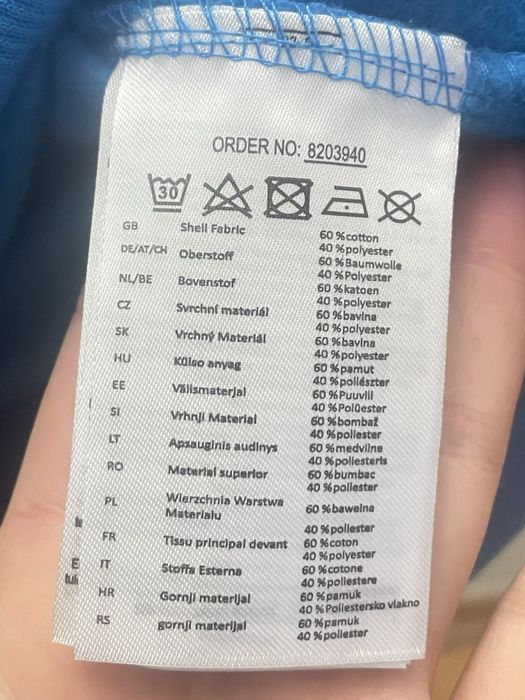 ORDER NO: 8203940
30
GB Shell Fabric 60 %cotton
40 %polyester
DE/AT/CH Oberstoff 60 %Baumwolle
40 %Polyester
NL/BE Bovenstof 60 %katoen
40 %polyester
CZ Svrchní materiál 60 %bavlna
40 %polyester
SK Vrchný Materiál 60 %bavlna
40 %polyester
HU Külso anyag 60 %pamut
40 %poliészter
EE Välismaterjal 60 %Puuvill
40 %Polüester
SI Vrhnji Material 60 %bombaž
40 %poliester
LT Apsauginis audinys 60 %medvilne
40 %poliesteris
RO Material superior 60 %bumbac
40 %poliester
PL Wierzchnia Warstwa
Materialu 60 %bawelna
40 %poliester
FR Tissu principal devant 60 %coton
40 %polyester
IT Stoffa Esterna 60 %cotone
40 %poliestere
HR Gornji materijal 60 %pamuk
40 %Poliestersko vlakno
RS gornji materijal 60 %pamuk
40 %poliester